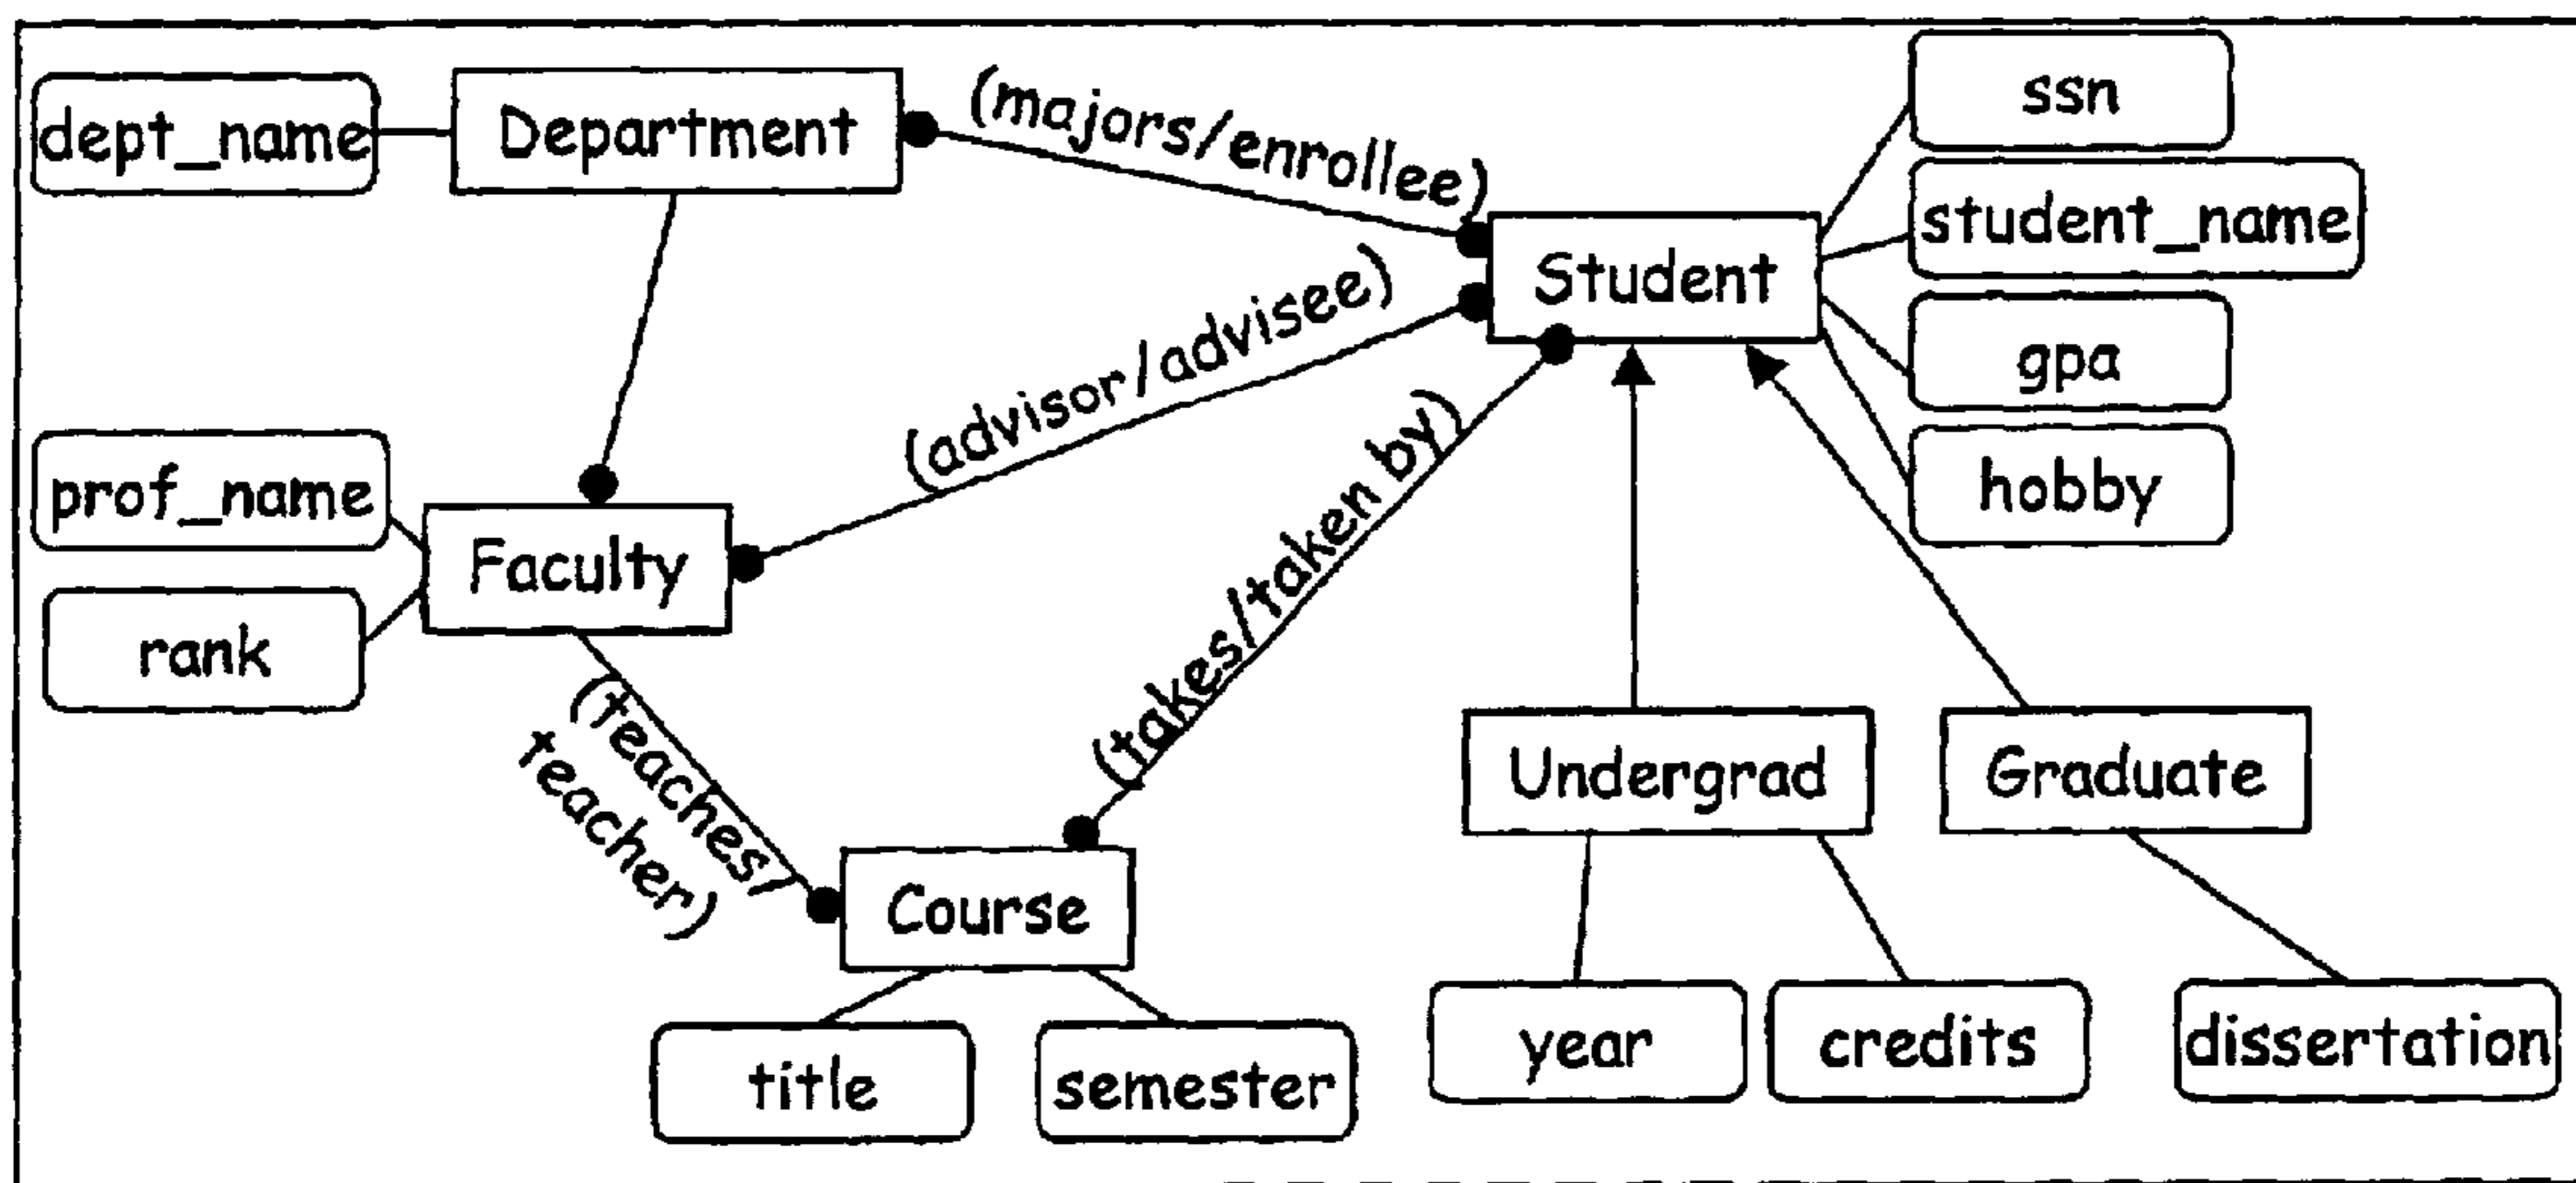 dept_name
Department
(majors/enrollee)
ssn
student_name
Student
gpa
hobby
(advisor/advisee)
prof_name
Faculty
rank
(takes/taken by)
(teaches/
teacher)
Undergrad
Graduate
Course
year
credits
dissertation
title
semester